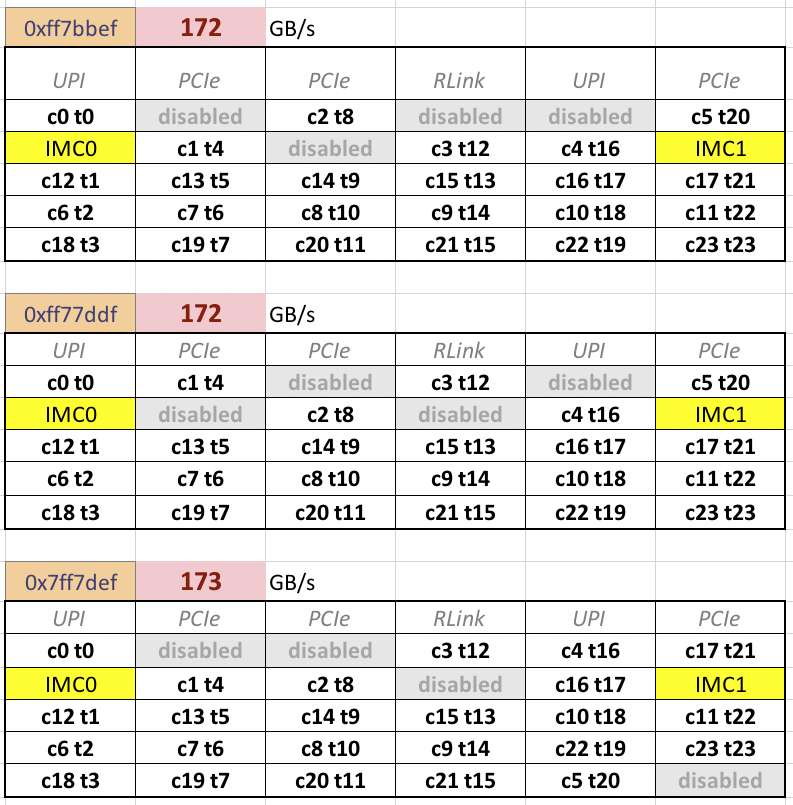 0xff7bbef 172 GB/s
UPI PCIe PCIe RLink UPI PCIe
c0 t0 disabled c2 t8 disabled disabled c5 t20
IMC0 c1 t4 disabled c3 t12 c4 t16 IMC1
c12 t1 c13 t5 c14 t9 c15 t13 c16 t17 c17 t21
c6 t2 c7 t6 c8 t10 c9 t14 c10 t18 c11 t22
c18 t3 c19 t7 c20 t11 c21 t15 c22 t19 c23 t23
0xff77ddf 172 GB/s
UPI PCIe PCIe RLink UPI PCIe
c0 t0 c1 t4 disabled c3 t12 disabled c5 t20
IMC0 disabled c2 t8 disabled c4 t16 IMC1
c12 t1 c13 t5 c14 t9 c15 t13 c16 t17 c17 t21
c6 t2 c7 t6 c8 t10 c9 t14 c10 t18 c11 t22
c18 t3 c19 t7 c20 t11 c21 t15 c22 t19 c23 t23
0x7ff7def 173 GB/s
UPI PCIe PCIe RLink UPI PCIe
c0 t0 disabled disabled c3 t12 c4 t16 c17 t21
IMC0 c1 t4 c2 t8 disabled c16 t17 IMC1
c12 t1 c13 t5 c14 t9 c15 t13 c10 t18 c11 t22
c6 t2 c7 t6 c8 t10 c9 t14 c22 t19 c23 t23
c18 t3 c19 t7 c20 t11 c21 t15 c5 t20 disabled